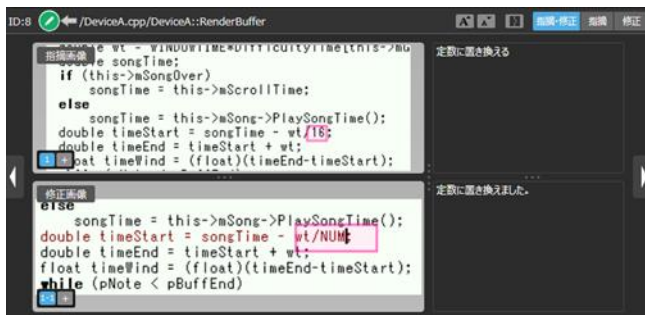 ID:8 /DeviceA.cpp/DeviceA::RenderBuffer
A A 指摘・修正 指摘 修正
指摘画像
double songTime;
if (this->mSongOver)
songTime = this->mScrollTime;
else
songTime = this->mSong->PlaySongTime();
double timeStart = songTime - wt/16;
double timeEnd = timeStart + wt;
float timeWind = (float)(timeEnd-timeStart);
1 +
定数に置き換える
修正画像
else
songTime = this->mSong->PlaySongTime();
double timeStart = songTime - wt/NUM;
double timeEnd = timeStart + wt;
float timeWind = (float)(timeEnd-timeStart);
while (pNote < pBuffEnd)
1-1 +
定数に置き換えました。